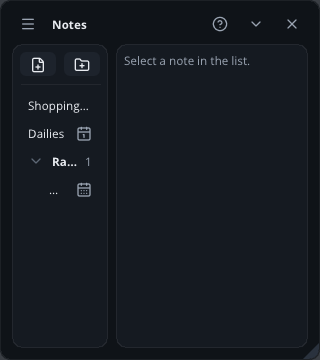 Notes
Select a note in the list.
Shopping...
Dailies
Ra... 1
...